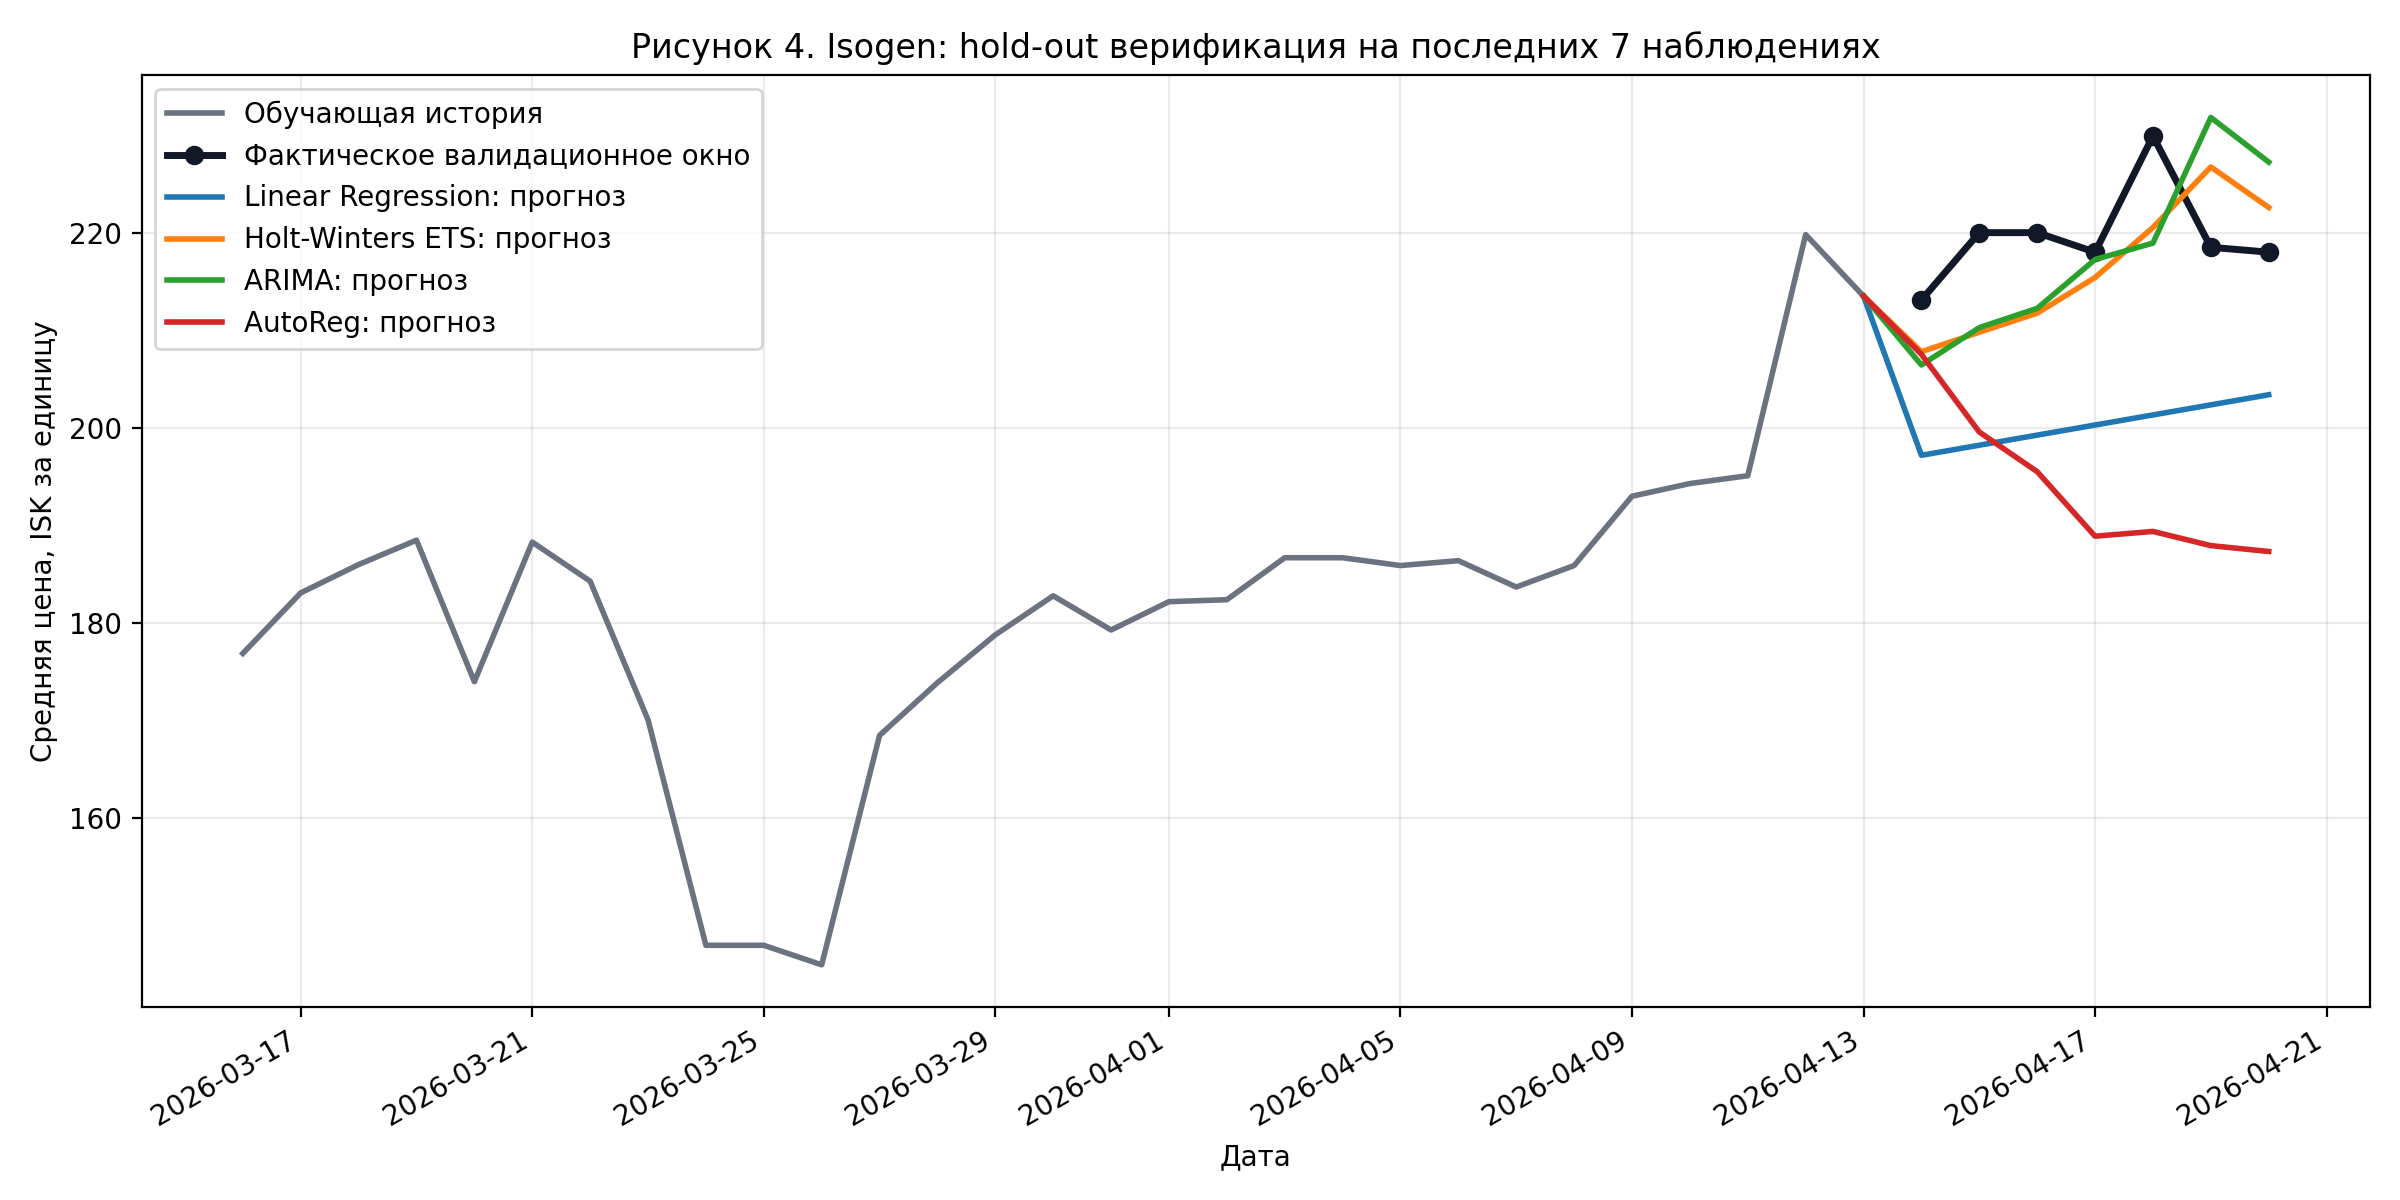 Рисунок 4. Isogen: hold-out верификация на последних 7 наблюдениях
Обучающая история
Фактическое валидационное окно
Linear Regression: прогноз
Holt-Winters ETS: прогноз
ARIMA: прогноз
AutoReg: прогноз
Средняя цена, ISK за единицу
220
200
180
160
2026-03-17
2026-03-21
2026-03-25
2026-03-29
2026-04-01
2026-04-05
2026-04-09
2026-04-13
2026-04-17
2026-04-21
Дата